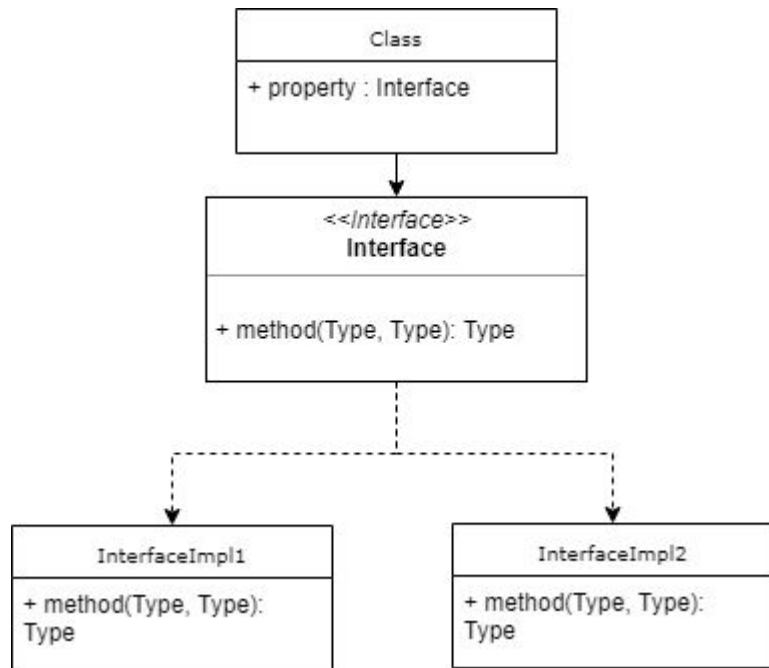 Class
+ property : Interface
<<Interface>>
Interface
+ method(Type, Type): Type
InterfaceImpl1
+ method(Type, Type):
Type
InterfaceImpl2
+ method(Type, Type):
Type